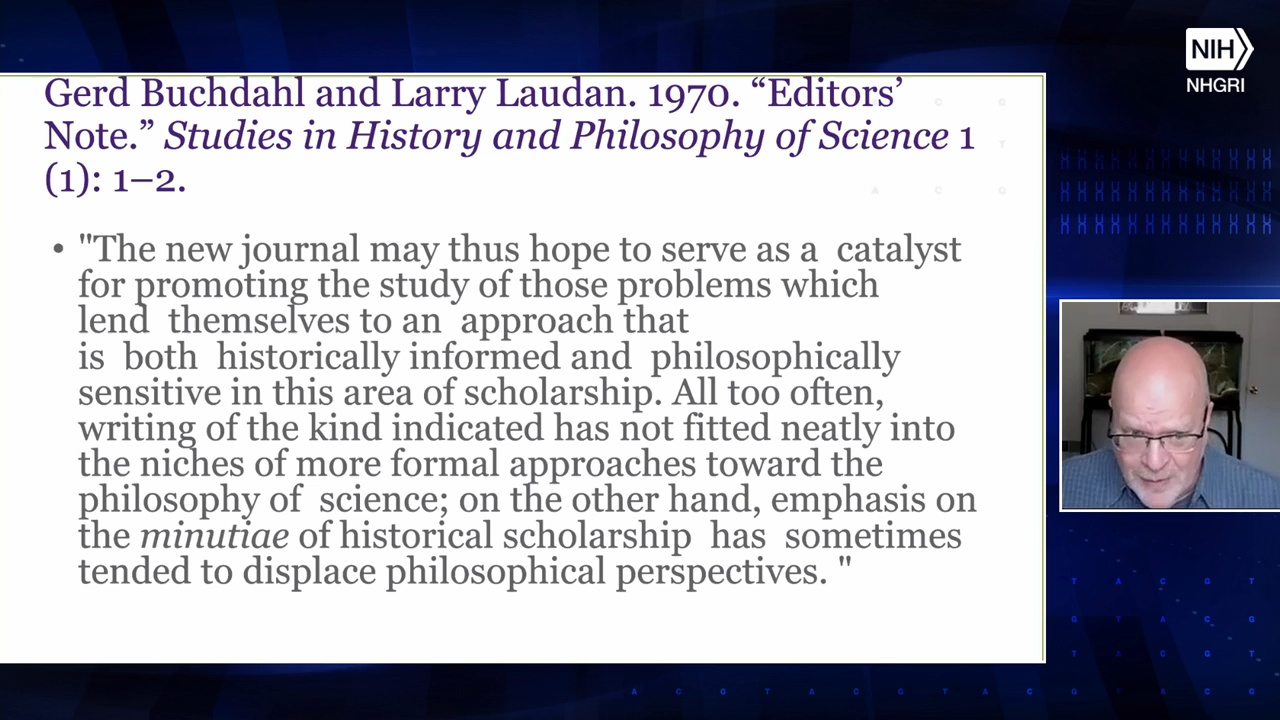 NIH
NHGRI
Gerd Buchdahl and Larry Laudan. 1970. “Editors’
Note.” Studies in History and Philosophy of Science 1
(1): 1–2.
• "The new journal may thus hope to serve as a catalyst
for promoting the study of those problems which
lend themselves to an approach that
is both historically informed and philosophically
sensitive in this area of scholarship. All too often,
writing of the kind indicated has not fitted neatly into
the niches of more formal approaches toward the
philosophy of science; on the other hand, emphasis on
the minutiae of historical scholarship has sometimes
tended to displace philosophical perspectives. "
C G
T
A C G
T A C G T
G T A C G
T A C G T
A C G T A C G T A C G T A C G